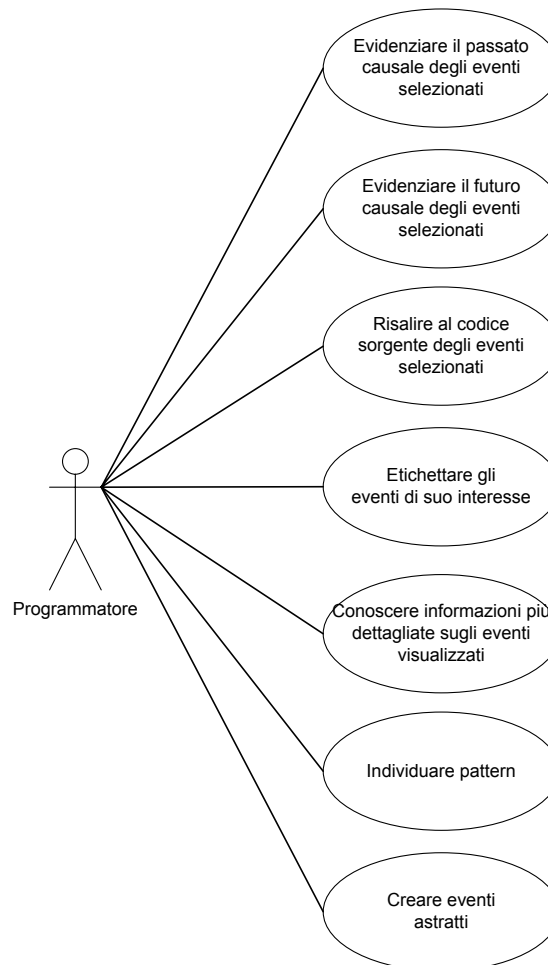 Evidenziare il passato
causale degli eventi
selezionati
Evidenziare il futuro
causale degli eventi
selezionati
Risalire al codice
sorgente degli eventi
selezionati
Etichettare gli
eventi di suo interesse
Programmatore
Conoscere informazioni più
dettagliate sugli eventi
visualizzati
Individuare pattern
Creare eventi
astratti